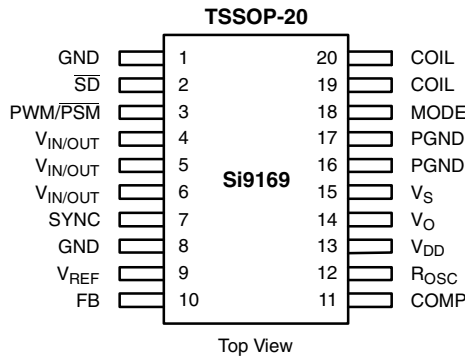 TSSOP-20
GND 1 20 COIL
S̅D̅ 2 19 COIL
PWM/P̅S̅M̅ 3 18 MODE
VIN/OUT 4 17 PGND
VIN/OUT 5 16 PGND
VIN/OUT 6 Si9169 15 VS
SYNC 7 14 VO
GND 8 13 VDD
VREF 9 12 ROSC
FB 10 11 COMP
Top View